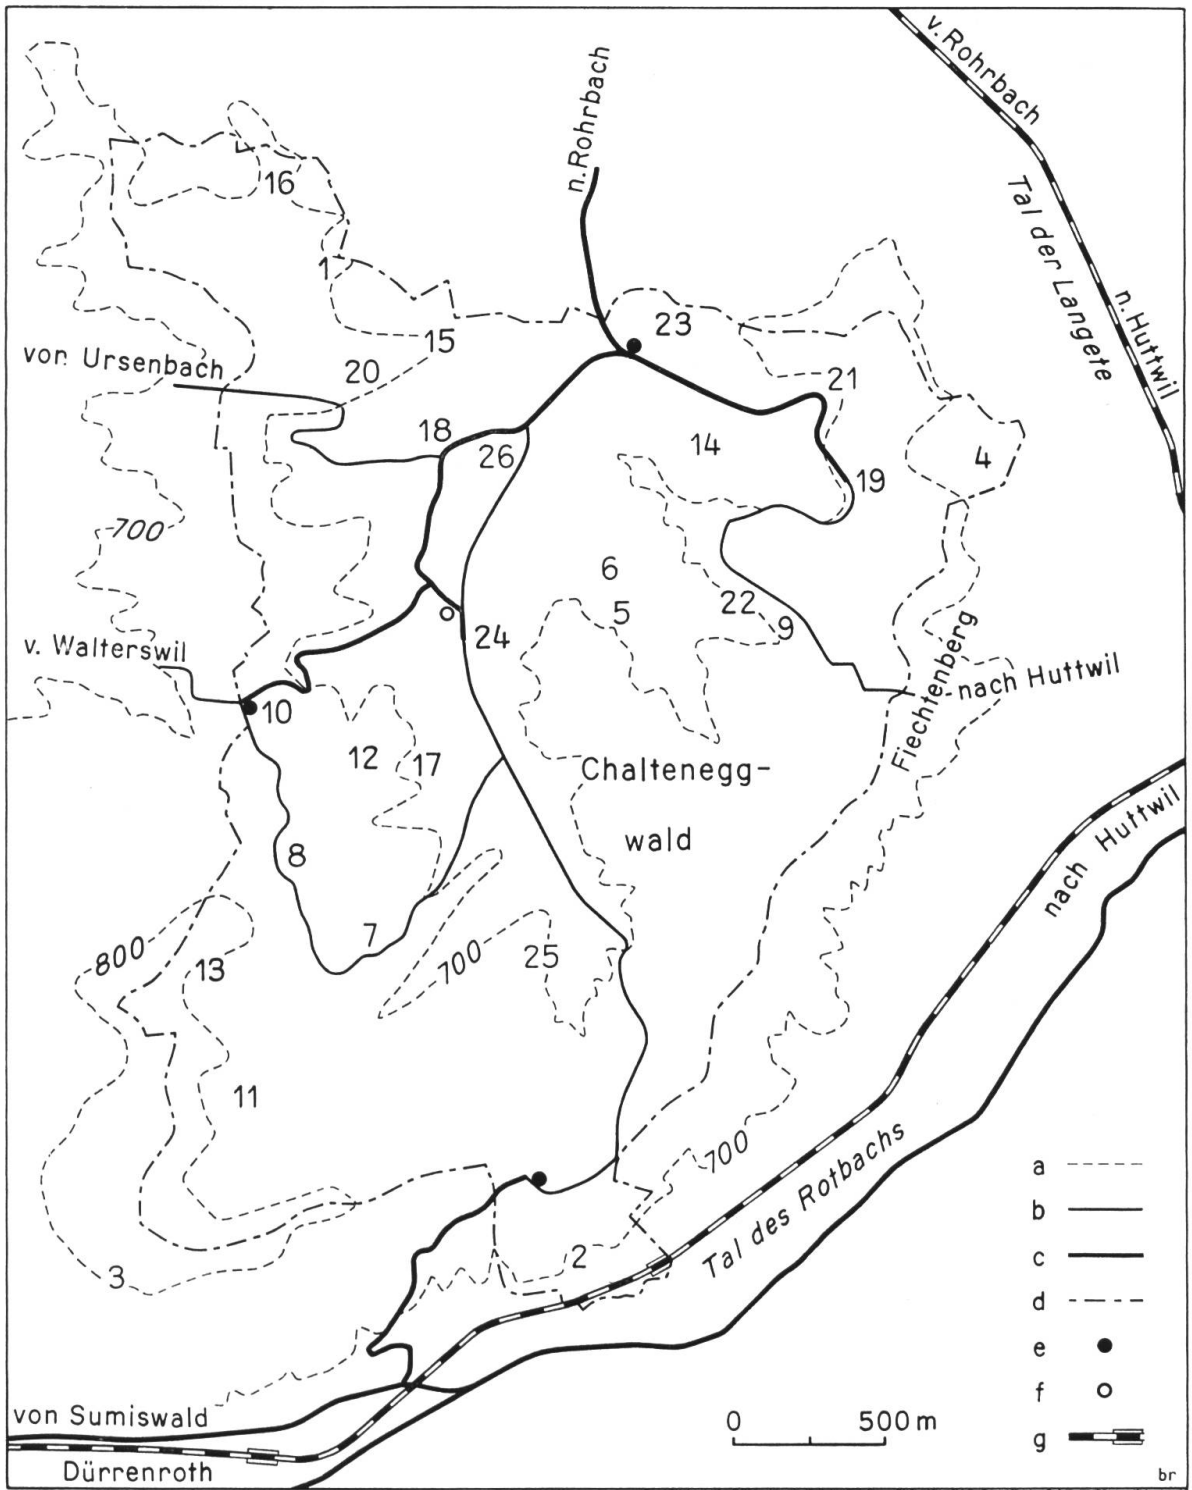 v. Rohrbach
n. Rohrbach
Tal der Langete
n. Huttwil
16
1
23
15
von Ursenbach
20
21
18
26
14
4
19
700
6
5
22
9
v. Walterswil
24
Fiechtenberg
nach Huttwil
10
12
17
Chaltenegg-
wald
8
nach Huttwil
7
800
13
700
25
11
700
Tal des Rotbachs
2
3
a
b
c
d
e
f
g
0 500 m
von Sumiswald
Dürrenroth
br